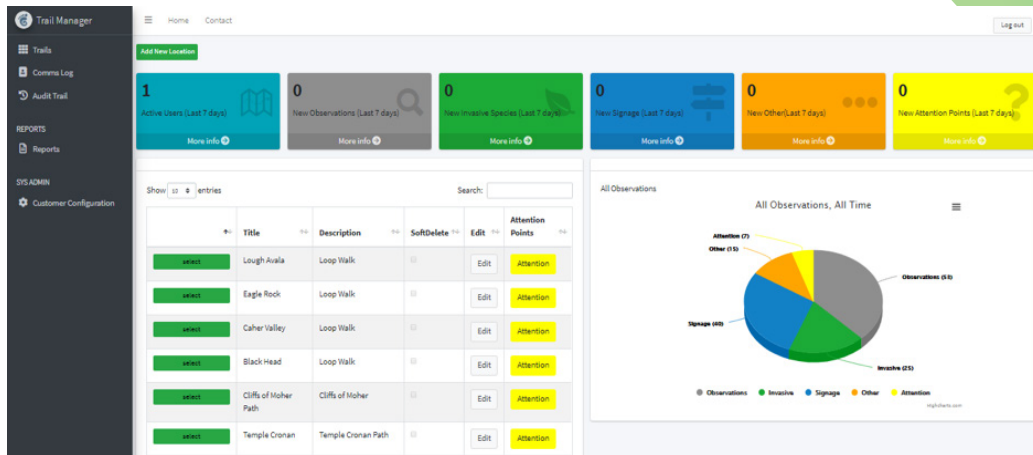 Trail Manager
Home Contact
Log out
Trails
Comms Log
Audit Trail
REPORTS
Reports
SYS ADMIN
Customer Configuration
Add New Location
1
Active Users (Last 7 days)
More info
0
New Observations (Last 7 days)
More info
0
New Invasive Species (Last 7 days)
More info
0
New Signage (Last 7 days)
More info
0
New Other(Last 7 days)
More info
0
New Attention Points (Last 7 days)
More info
Show 10 entries
Search:
Title Description SoftDelete Edit Attention
Points
select Lough Avala Loop Walk Edit Attention
select Eagle Rock Loop Walk Edit Attention
select Caher Valley Loop Walk Edit Attention
select Black Head Loop Walk Edit Attention
select Cliffs of Moher Cliffs of Moher Edit Attention
Path
select Temple Cronan Temple Cronan Path Edit Attention
All Observations
All Observations, All Time
Attention (7)
Other (15)
Observations (53)
Signage (40)
Invasive (25)
Observations Invasive Signage Other Attention
Highcharts.com